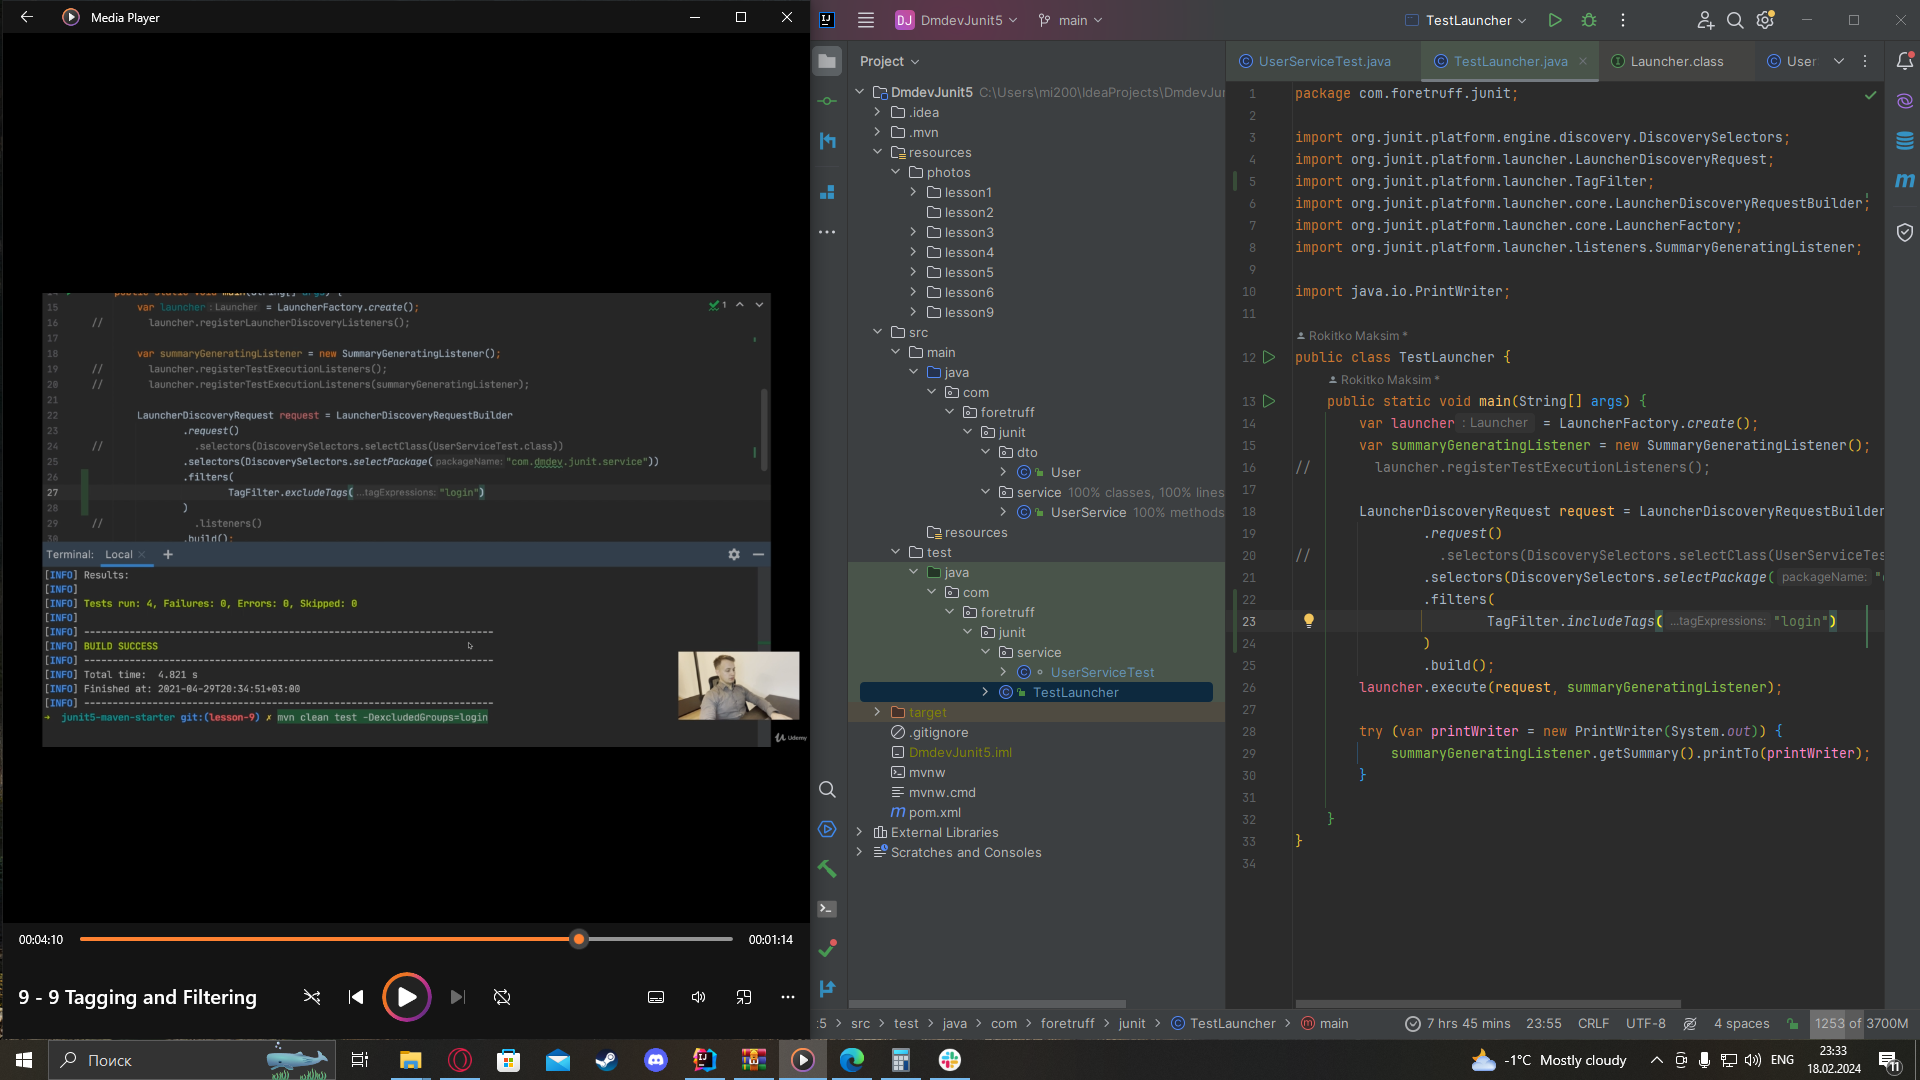 Media Player
15 var launcher : Launcher = LauncherFactory.create();
16 // launcher.registerLauncherDiscoveryListeners();
17
18 var summaryGeneratingListener = new SummaryGeneratingListener();
19 // launcher.registerTestExecutionListeners();
20 // launcher.registerTestExecutionListeners(summaryGeneratingListener);
21
22 LauncherDiscoveryRequest request = LauncherDiscoveryRequestBuilder
23 .request()
24 // .selectors(DiscoverySelectors.selectClass(UserServiceTest.class))
25 .selectors(DiscoverySelectors.selectPackage( packageName: "com.dmdev.junit.service"))
26 .filters(
27 TagFilter.excludeTags( ...tagExpressions: "login")
28 )
29 // .listeners()
30 .build();
1
Terminal: Local
[INFO] Results:
[INFO]
[INFO] Tests run: 4, Failures: 0, Errors: 0, Skipped: 0
[INFO]
[INFO] ------------------------------------------------------------------------
[INFO] BUILD SUCCESS
[INFO] ------------------------------------------------------------------------
[INFO] Total time: 4.821 s
[INFO] Finished at: 2021-04-29T20:34:51+03:00
[INFO] ------------------------------------------------------------------------
junit5-maven-starter git:(lesson-9) ✗ mvn clean test -DexcludedGroups=login
Udemy
00:04:10
00:01:14
9 - 9 Tagging and Filtering
DJ DmdevJunit5 main
TestLauncher
Project
DmdevJunit5 C:\Users\mi200\IdeaProjects\DmdevJur
.idea
.mvn
resources
photos
lesson1
lesson2
lesson3
lesson4
lesson5
lesson6
lesson9
src
main
java
com
foretruff
junit
dto
User
service 100% classes, 100% lines
UserService 100% methods
resources
test
java
com
foretruff
junit
service
UserServiceTest
TestLauncher
target
.gitignore
DmdevJunit5.iml
mvnw
mvnw.cmd
pom.xml
External Libraries
Scratches and Consoles
UserServiceTest.java TestLauncher.java Launcher.class User
1 package com.foretruff.junit;
2
3 import org.junit.platform.engine.discovery.DiscoverySelectors;
4 import org.junit.platform.launcher.LauncherDiscoveryRequest;
5 import org.junit.platform.launcher.TagFilter;
6 import org.junit.platform.launcher.core.LauncherDiscoveryRequestBuilder;
7 import org.junit.platform.launcher.core.LauncherFactory;
8 import org.junit.platform.launcher.listeners.SummaryGeneratingListener;
9
10 import java.io.PrintWriter;
11
Rokitko Maksim *
12 public class TestLauncher {
Rokitko Maksim *
13 public static void main(String[] args) {
14 var launcher : Launcher = LauncherFactory.create();
15 var summaryGeneratingListener = new SummaryGeneratingListener();
16 // launcher.registerTestExecutionListeners();
17
18 LauncherDiscoveryRequest request = LauncherDiscoveryRequestBuilder
19 .request()
20 // .selectors(DiscoverySelectors.selectClass(UserServiceTes
21 .selectors(DiscoverySelectors.selectPackage( packageName: "
22 .filters(
23 TagFilter.includeTags( ...tagExpressions: "login")
24 )
25 .build();
26 launcher.execute(request, summaryGeneratingListener);
27
28 try (var printWriter = new PrintWriter(System.out)) {
29 summaryGeneratingListener.getSummary().printTo(printWriter);
30 }
31
32 }
33 }
34
:5 > src > test > java > com > foretruff > junit > TestLauncher > main
7 hrs 45 mins 23:55 CRLF UTF-8 4 spaces 1253 of 3700M
Поиск
-1°C Mostly cloudy
ENG
23:33
18.02.2024
11